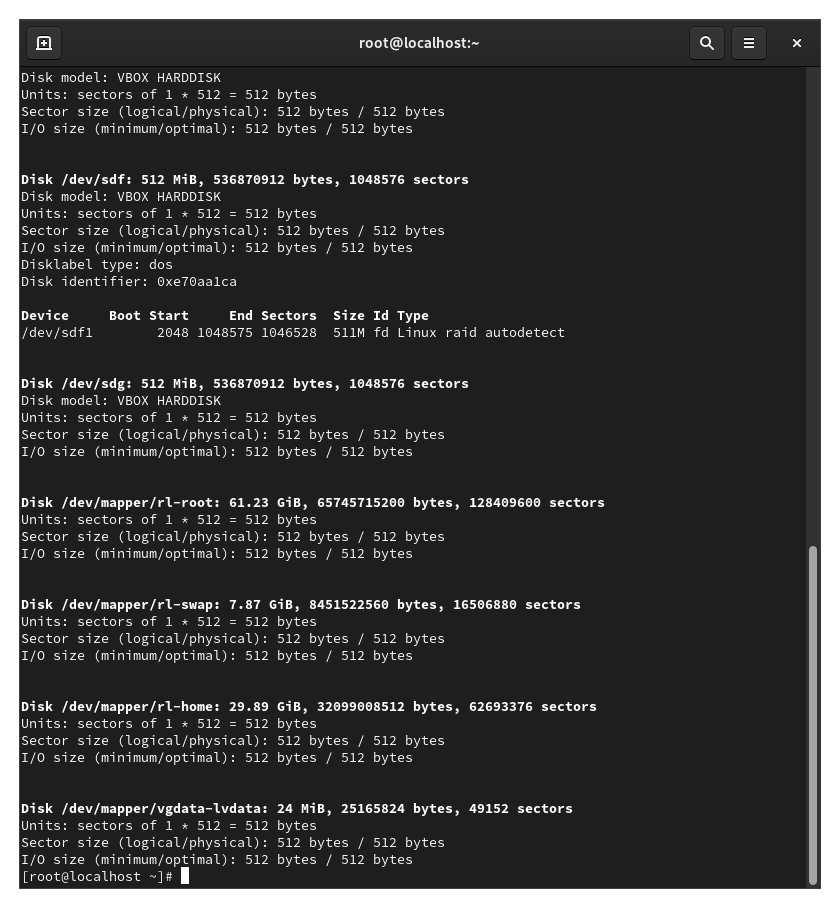 root@localhost:~
Disk model: VBOX HARDDISK
Units: sectors of 1 * 512 = 512 bytes
Sector size (logical/physical): 512 bytes / 512 bytes
I/O size (minimum/optimal): 512 bytes / 512 bytes
Disk /dev/sdf: 512 MiB, 536870912 bytes, 1048576 sectors
Disk model: VBOX HARDDISK
Units: sectors of 1 * 512 = 512 bytes
Sector size (logical/physical): 512 bytes / 512 bytes
I/O size (minimum/optimal): 512 bytes / 512 bytes
Disklabel type: dos
Disk identifier: 0xe70aa1ca
Device     Boot Start     End Sectors  Size Id Type
/dev/sdf1        2048 1048575 1046528  511M fd Linux raid autodetect
Disk /dev/sdg: 512 MiB, 536870912 bytes, 1048576 sectors
Disk model: VBOX HARDDISK
Units: sectors of 1 * 512 = 512 bytes
Sector size (logical/physical): 512 bytes / 512 bytes
I/O size (minimum/optimal): 512 bytes / 512 bytes
Disk /dev/mapper/rl-root: 61.23 GiB, 65745715200 bytes, 128409600 sectors
Units: sectors of 1 * 512 = 512 bytes
Sector size (logical/physical): 512 bytes / 512 bytes
I/O size (minimum/optimal): 512 bytes / 512 bytes
Disk /dev/mapper/rl-swap: 7.87 GiB, 8451522560 bytes, 16506880 sectors
Units: sectors of 1 * 512 = 512 bytes
Sector size (logical/physical): 512 bytes / 512 bytes
I/O size (minimum/optimal): 512 bytes / 512 bytes
Disk /dev/mapper/rl-home: 29.89 GiB, 32099008512 bytes, 62693376 sectors
Units: sectors of 1 * 512 = 512 bytes
Sector size (logical/physical): 512 bytes / 512 bytes
I/O size (minimum/optimal): 512 bytes / 512 bytes
Disk /dev/mapper/vgdata-lvdata: 24 MiB, 25165824 bytes, 49152 sectors
Units: sectors of 1 * 512 = 512 bytes
Sector size (logical/physical): 512 bytes / 512 bytes
I/O size (minimum/optimal): 512 bytes / 512 bytes
[root@localhost ~]#